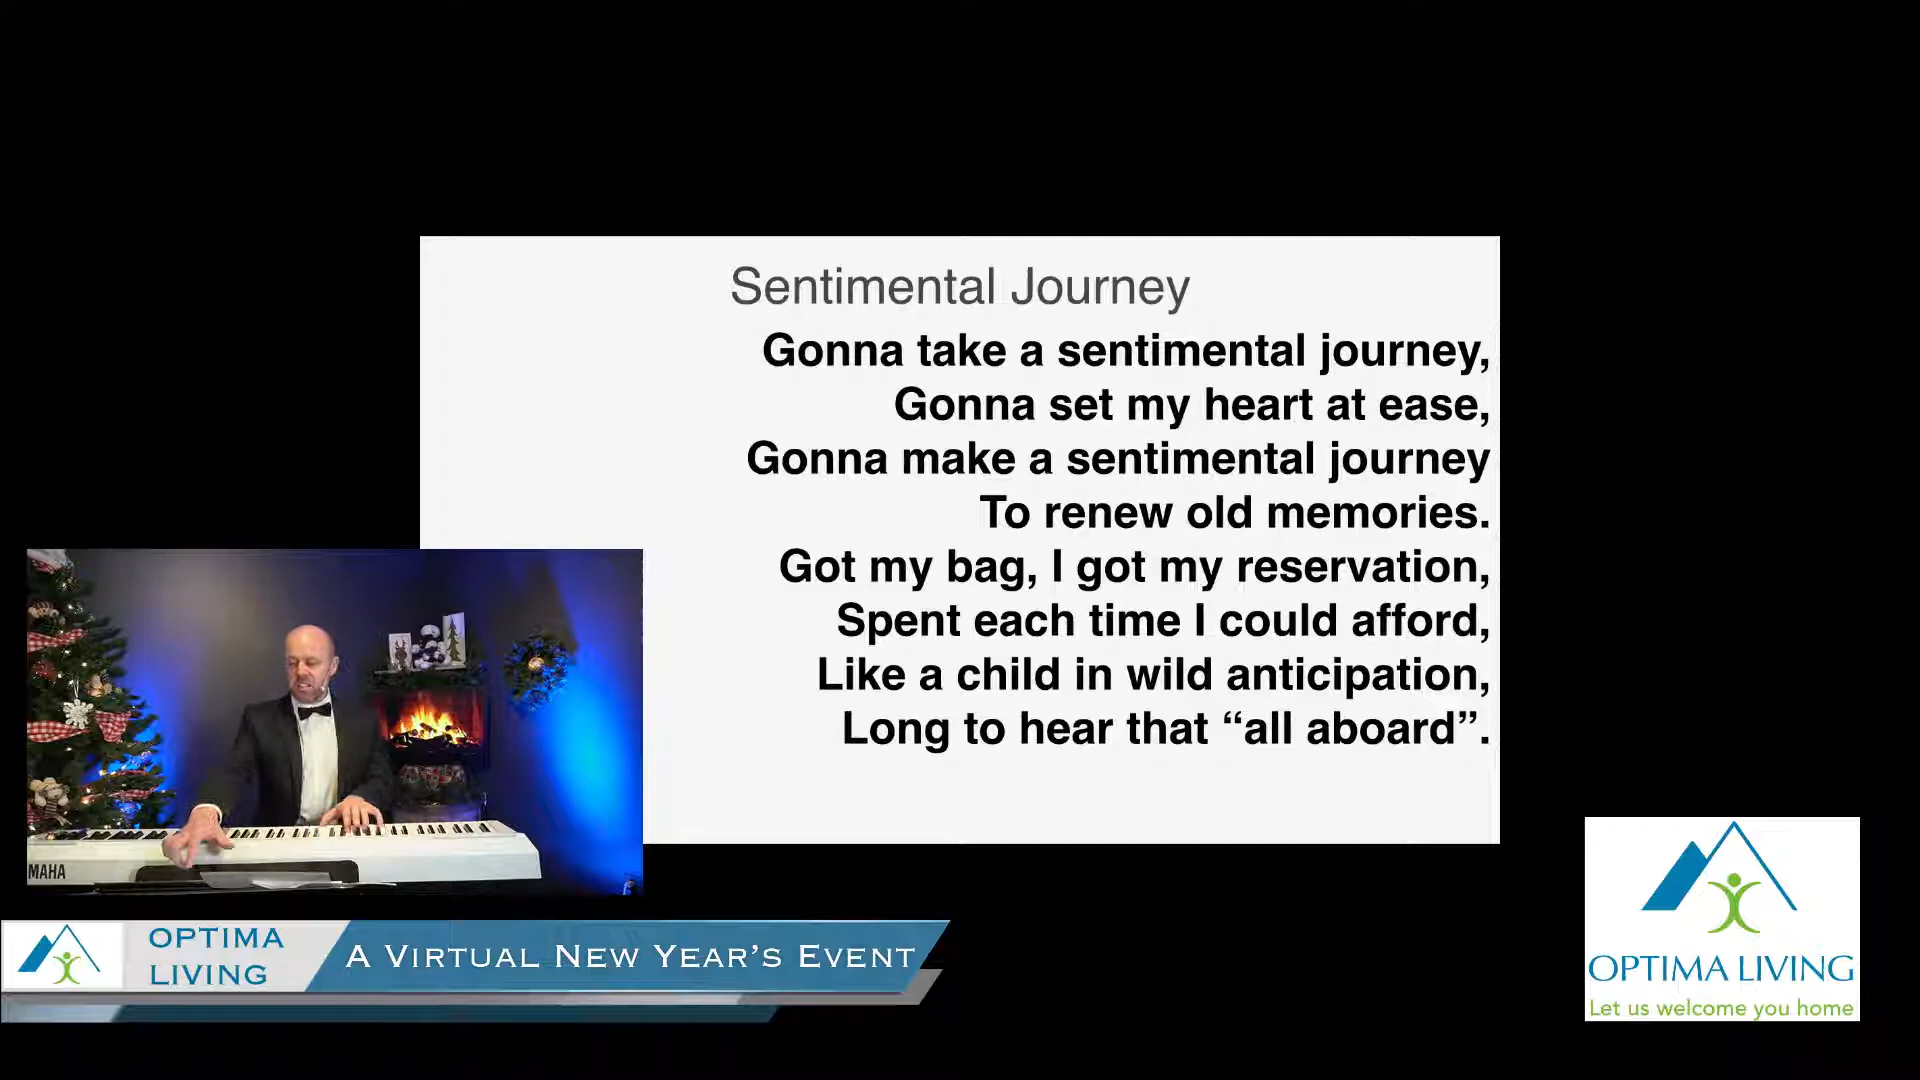 Sentimental Journey
Gonna take a sentimental journey,
Gonna set my heart at ease,
Gonna make a sentimental journey
To renew old memories.
Got my bag, I got my reservation,
Spent each time I could afford,
Like a child in wild anticipation,
Long to hear that “all aboard”.
MAHA
OPTIMA
LIVING
A VIRTUAL NEW YEAR’S EVENT
OPTIMA LIVING
Let us welcome you home